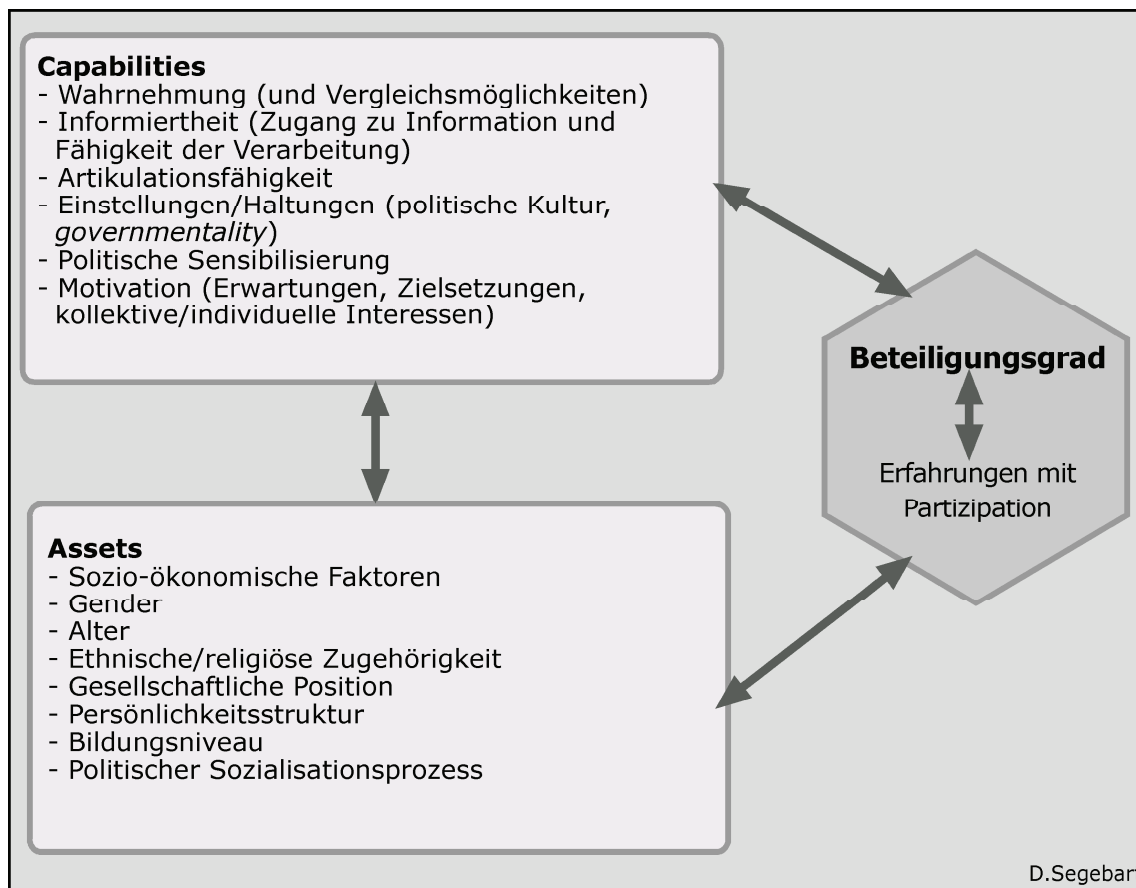 Capabilities
- Wahrnehmung (und Vergleichsmöglichkeiten)
- Informiertheit (Zugang zu Information und
Fähigkeit der Verarbeitung)
- Artikulationsfähigkeit
- Einstellungen/Haltungen (politische Kultur,
governmentality)
- Politische Sensibilisierung
- Motivation (Erwartungen, Zielsetzungen,
kollektive/individuelle Interessen)
Beteiligungsgrad
Erfahrungen mit
Partizipation
Assets
- Sozio-ökonomische Faktoren
- Gender
- Alter
- Ethnische/religiöse Zugehörigkeit
- Gesellschaftliche Position
- Persönlichkeitsstruktur
- Bildungsniveau
- Politischer Sozialisationsprozess
D.Segebart